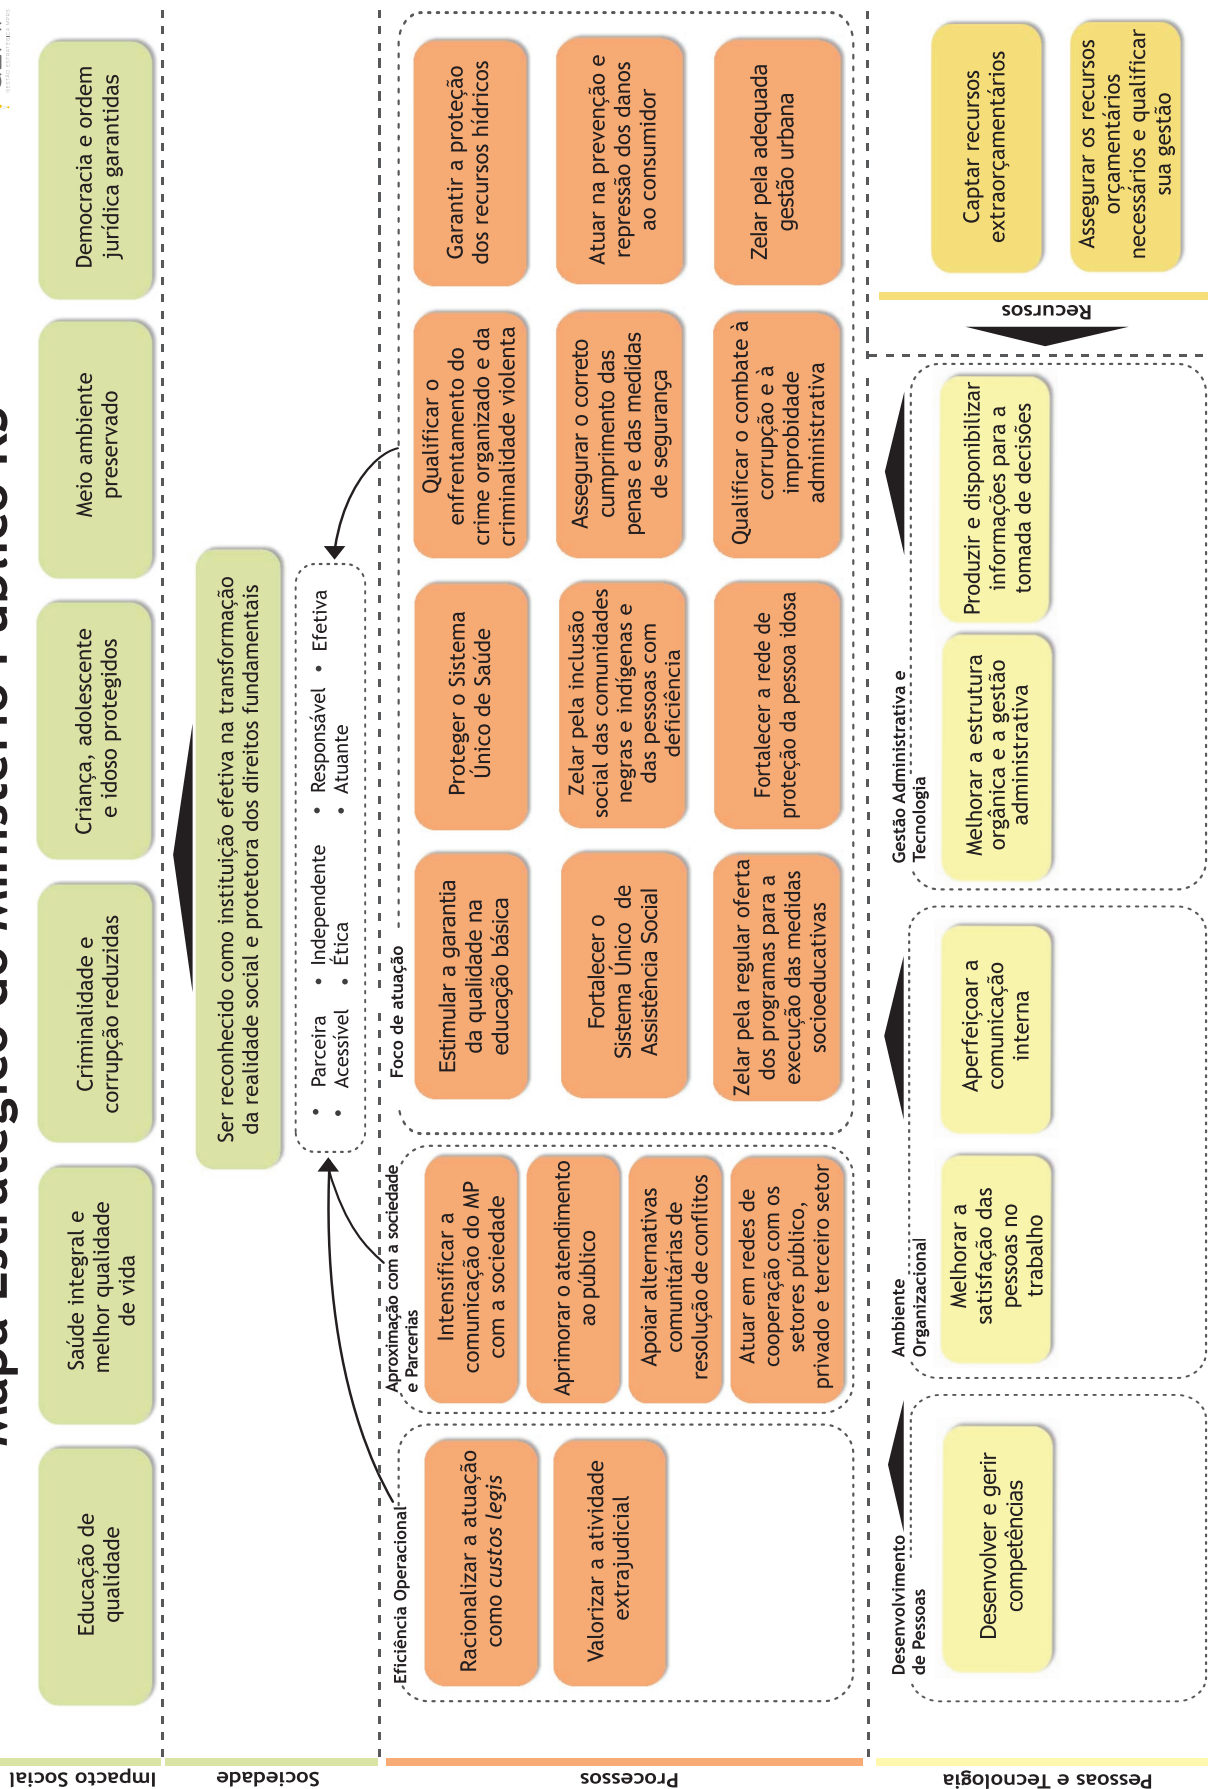 Mapa Estratégico do Ministério Público RS
Impacto Social
Educação de
qualidade
Saúde integral e
melhor qualidade
de vida
Criminalidade e
corrupção reduzidas
Criança, adolescente
e idoso protegidos
Meio ambiente
preservado
Democracia e ordem
jurídica garantidas
Sociedade
Ser reconhecido como instituição efetiva na transformação
da realidade social e protetora dos direitos fundamentais
• Parceira • Independente • Responsável • Efetiva
• Acessível • Ética • Atuante
Processos
Eficiência Operacional
Racionalizar a atuação
como custos legis
Valorizar a atividade
extrajudicial
Aproximação com a sociedade
e Parcerias
Intensificar a
comunicação do MP
com a sociedade
Aprimorar o atendimento
ao público
Apoiar alternativas
comunitárias de
resolução de conflitos
Atuar em redes de
cooperação com os
setores público,
privado e terceiro setor
Foco de atuação
Estimular a garantia
da qualidade na
educação básica
Proteger o Sistema
Único de Saúde
Qualificar o
enfrentamento do
crime organizado e da
criminalidade violenta
Garantir a proteção
dos recursos hídricos
Fortalecer o
Sistema Único de
Assistência Social
Zelar pela inclusão
social das comunidades
negras e indígenas e
das pessoas com
deficiência
Assegurar o correto
cumprimento das
penas e das medidas
de segurança
Atuar na prevenção e
repressão dos danos
ao consumidor
Zelar pela regular oferta
dos programas para a
execução das medidas
socioeducativas
Fortalecer a rede de
proteção da pessoa idosa
Qualificar o combate à
corrupção e à
improbidade
administrativa
Zelar pela adequada
gestão urbana
Pessoas e Tecnologia
Desenvolvimento
de Pessoas
Desenvolver e gerir
competências
Ambiente
Organizacional
Melhorar a
satisfação das
pessoas no
trabalho
Aperfeiçoar a
comunicação
interna
Gestão Administrativa e
Tecnologia
Melhorar a estrutura
orgânica e a gestão
administrativa
Produzir e disponibilizar
informações para a
tomada de decisões
Recursos
Captar recursos
extraorçamentários
Assegurar os recursos
orçamentários
necessários e qualificar
sua gestão